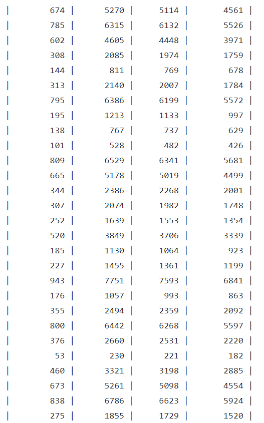 | 674 | 5270 | 5114 | 4561 |
| 785 | 6315 | 6132 | 5526 |
| 602 | 4605 | 4448 | 3971 |
| 308 | 2085 | 1974 | 1759 |
| 144 | 811 | 769 | 678 |
| 313 | 2140 | 2007 | 1784 |
| 795 | 6386 | 6199 | 5572 |
| 195 | 1213 | 1133 | 997 |
| 138 | 767 | 737 | 629 |
| 101 | 528 | 482 | 426 |
| 809 | 6529 | 6341 | 5681 |
| 665 | 5178 | 5019 | 4499 |
| 344 | 2386 | 2268 | 2001 |
| 307 | 2074 | 1982 | 1748 |
| 252 | 1639 | 1553 | 1354 |
| 520 | 3849 | 3706 | 3339 |
| 185 | 1130 | 1064 | 923 |
| 227 | 1455 | 1361 | 1199 |
| 943 | 7751 | 7593 | 6841 |
| 176 | 1057 | 993 | 863 |
| 355 | 2494 | 2359 | 2092 |
| 800 | 6442 | 6268 | 5597 |
| 376 | 2660 | 2531 | 2220 |
| 53 | 230 | 221 | 182 |
| 460 | 3321 | 3198 | 2885 |
| 673 | 5261 | 5098 | 4554 |
| 838 | 6786 | 6623 | 5924 |
| 275 | 1855 | 1729 | 1520 |